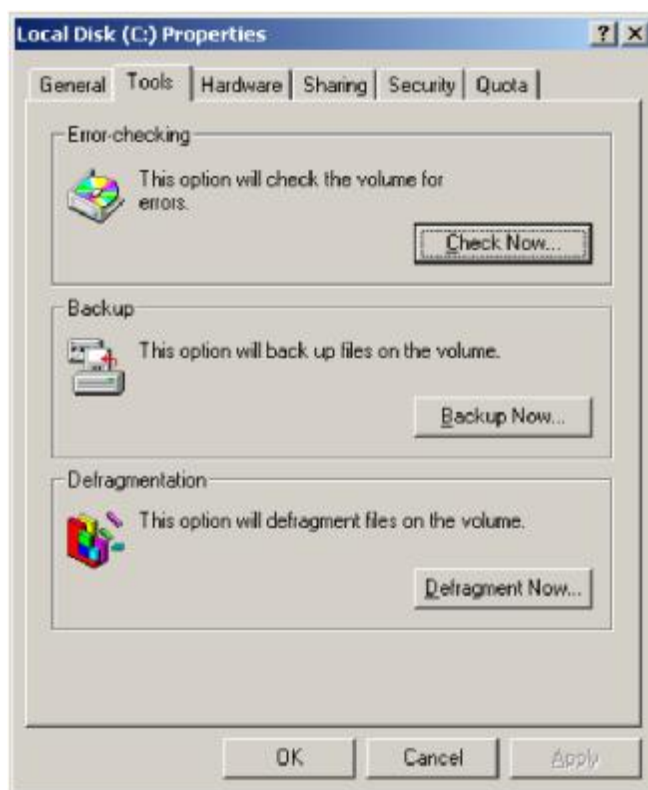 Local Disk (C:) Properties
? ×
General Tools Hardware Sharing Security Quota
Error-checking
This option will check the volume for
errors.
Check Now...
Backup
This option will back up files on the volume.
Backup Now...
Defragmentation
This option will defragment files on the volume.
Defragment Now...
OK Cancel Apply